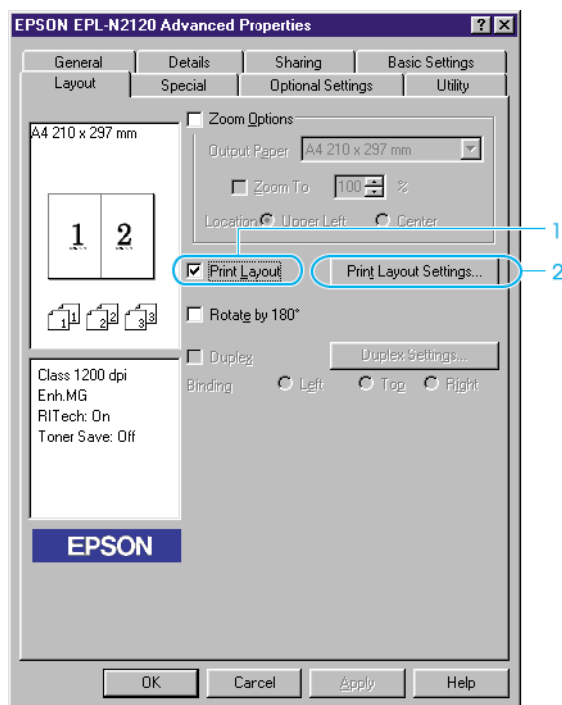 EPSON EPL-N2120 Advanced Properties
General Details Sharing Basic Settings
Layout Special Optional Settings Utility
A4 210 x 297 mm
1 2
1 1 2 2 3 3
Class 1200 dpi
Enh.MG
RITech: On
Toner Save: Off
EPSON
Zoom Options
Output Paper A4 210 x 297 mm
Zoom To 100 %
Location Upper Left Center
Print Layout Print Layout Settings...
1
2
Rotate by 180°
Duplex Duplex Settings...
Binding Left Top Right
OK Cancel Apply Help